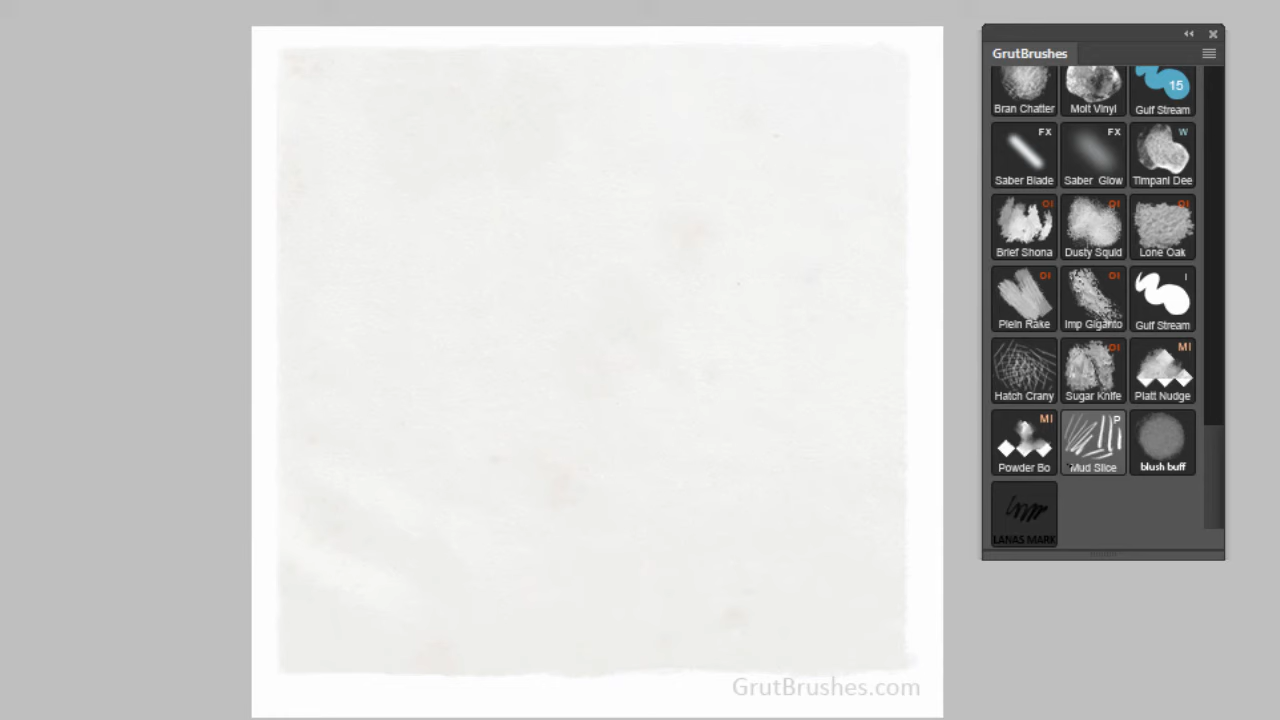 GrutBrushes
Bran Chatter
Molt Vinyl
15
Gulf Stream
FX
Saber Blade
FX
Saber Glow
W
Timpani Dee
OI
Brief Shona
OI
Dusty Squid
OI
Lone Oak
OI
Plein Rake
OI
Imp Giganto
I
Gulf Stream
Hatch Crany
OI
Sugar Knife
MI
Platt Nudge
MI
Powder Bo
P
Mud Slice
blush buff
LANAS MARK
GrutBrushes.com